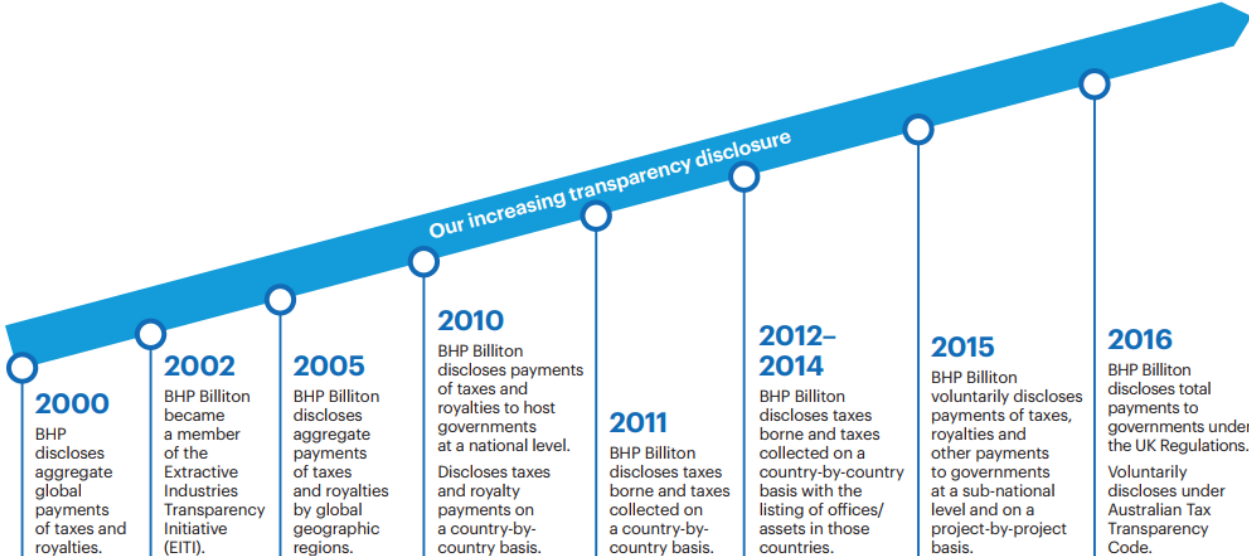 Our increasing transparency disclosure
2000
BHP
discloses
aggregate
global
payments
of taxes and
royalties.
2002
BHP Billiton
became
a member
of the
Extractive
Industries
Transparency
Initiative
(EITI).
2005
BHP Billiton
discloses
aggregate
payments
of taxes
and royalties
by global
geographic
regions.
2010
BHP Billiton
discloses payments
of taxes and
royalties to host
governments
at a national level.
Discloses taxes
and royalty
payments on
a country-by-
country basis.
2011
BHP Billiton
discloses taxes
borne and taxes
collected on
a country-by-
country basis.
2012–
2014
BHP Billiton
discloses taxes
borne and taxes
collected on a
country-by-country
basis with the
listing of offices/
assets in those
countries.
2015
BHP Billiton
voluntarily discloses
payments of taxes,
royalties and
other payments
to governments
at a sub-national
level and on a
project-by-project
basis.
2016
BHP Billiton
discloses total
payments to
governments under
the UK Regulations.
Voluntarily
discloses under
Australian Tax
Transparency
Code.